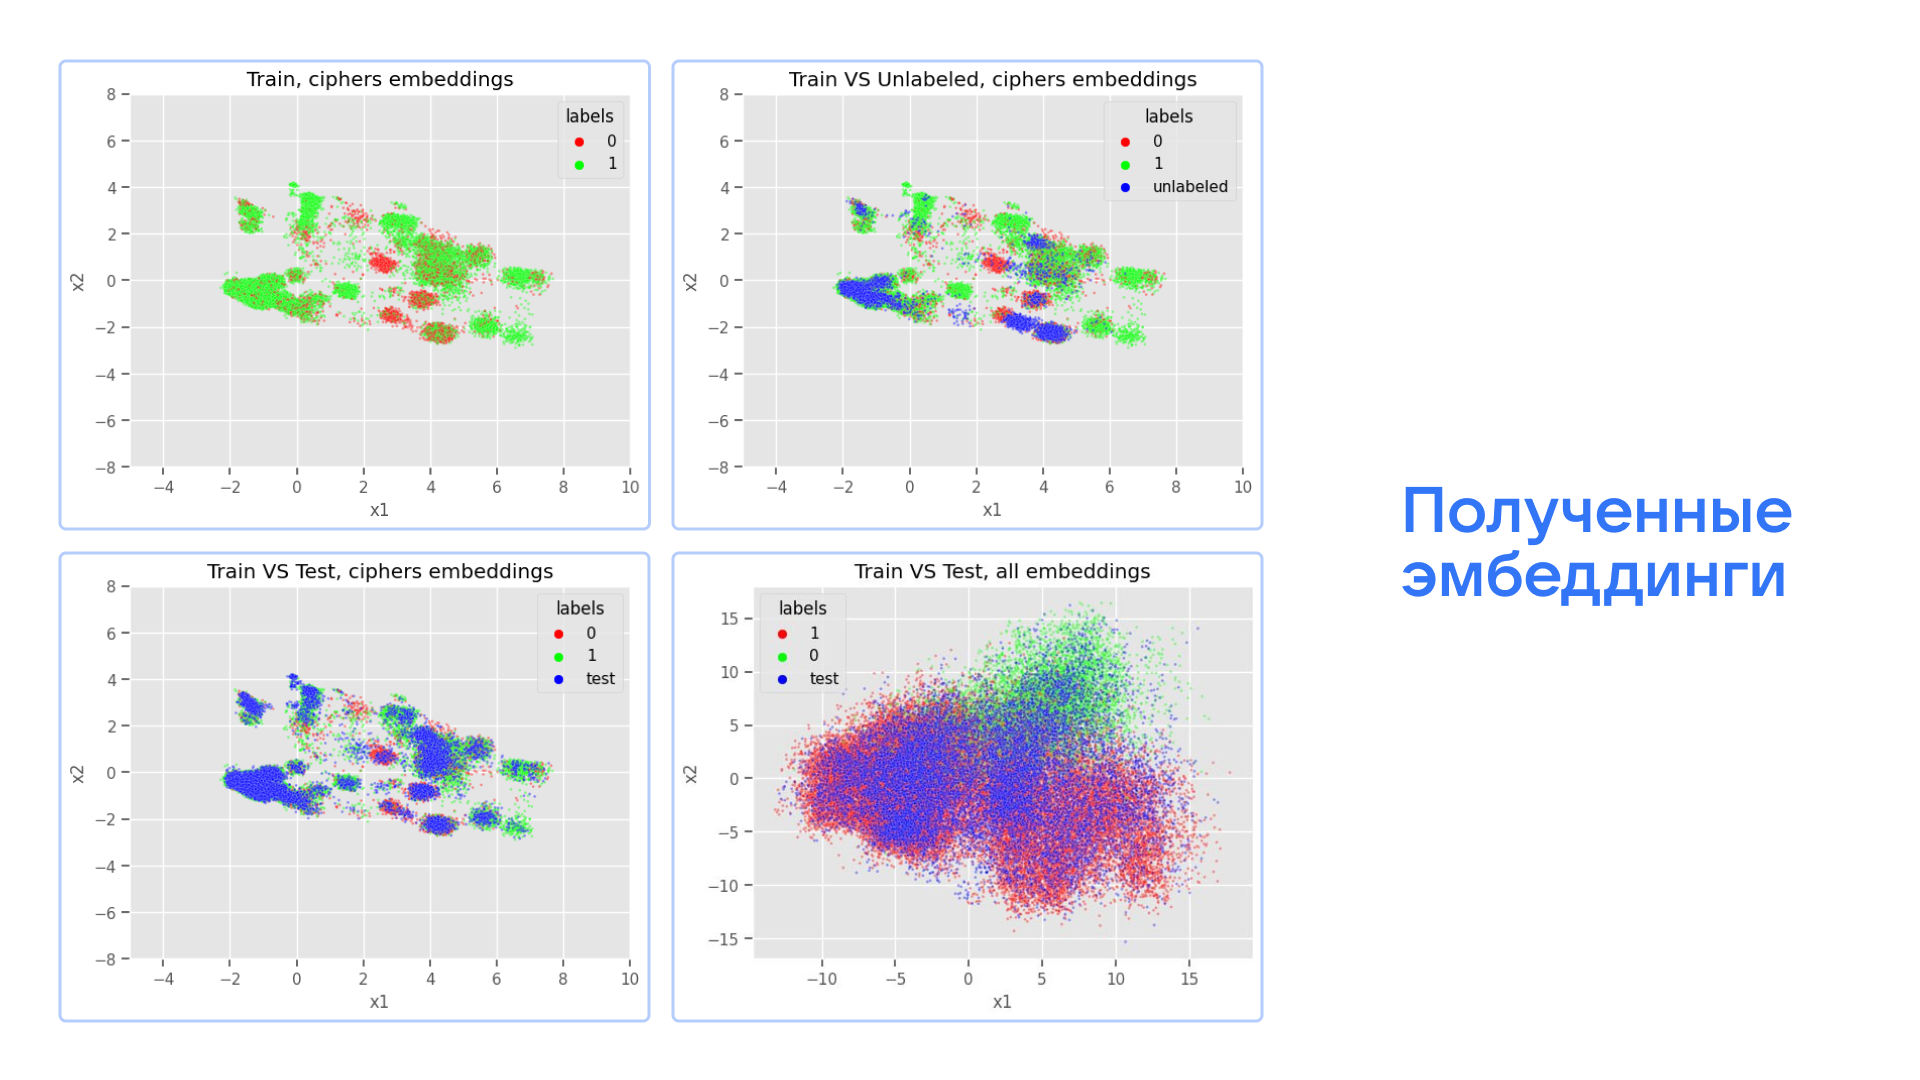 Train, ciphers embeddings
labels
0
1
8
6
4
2
0
−2
−4
−6
−8
x2
−4 −2 0 2 4 6 8 10
x1
Train VS Unlabeled, ciphers embeddings
labels
0
1
unlabeled
8
6
4
2
0
−2
−4
−6
−8
x2
−4 −2 0 2 4 6 8 10
x1
Полученные
эмбеддинги
Train VS Test, ciphers embeddings
labels
0
1
test
8
6
4
2
0
−2
−4
−6
−8
x2
−4 −2 0 2 4 6 8 10
x1
Train VS Test, all embeddings
labels
1
0
test
15
10
5
0
−5
−10
−15
x2
−10 −5 0 5 10 15
x1